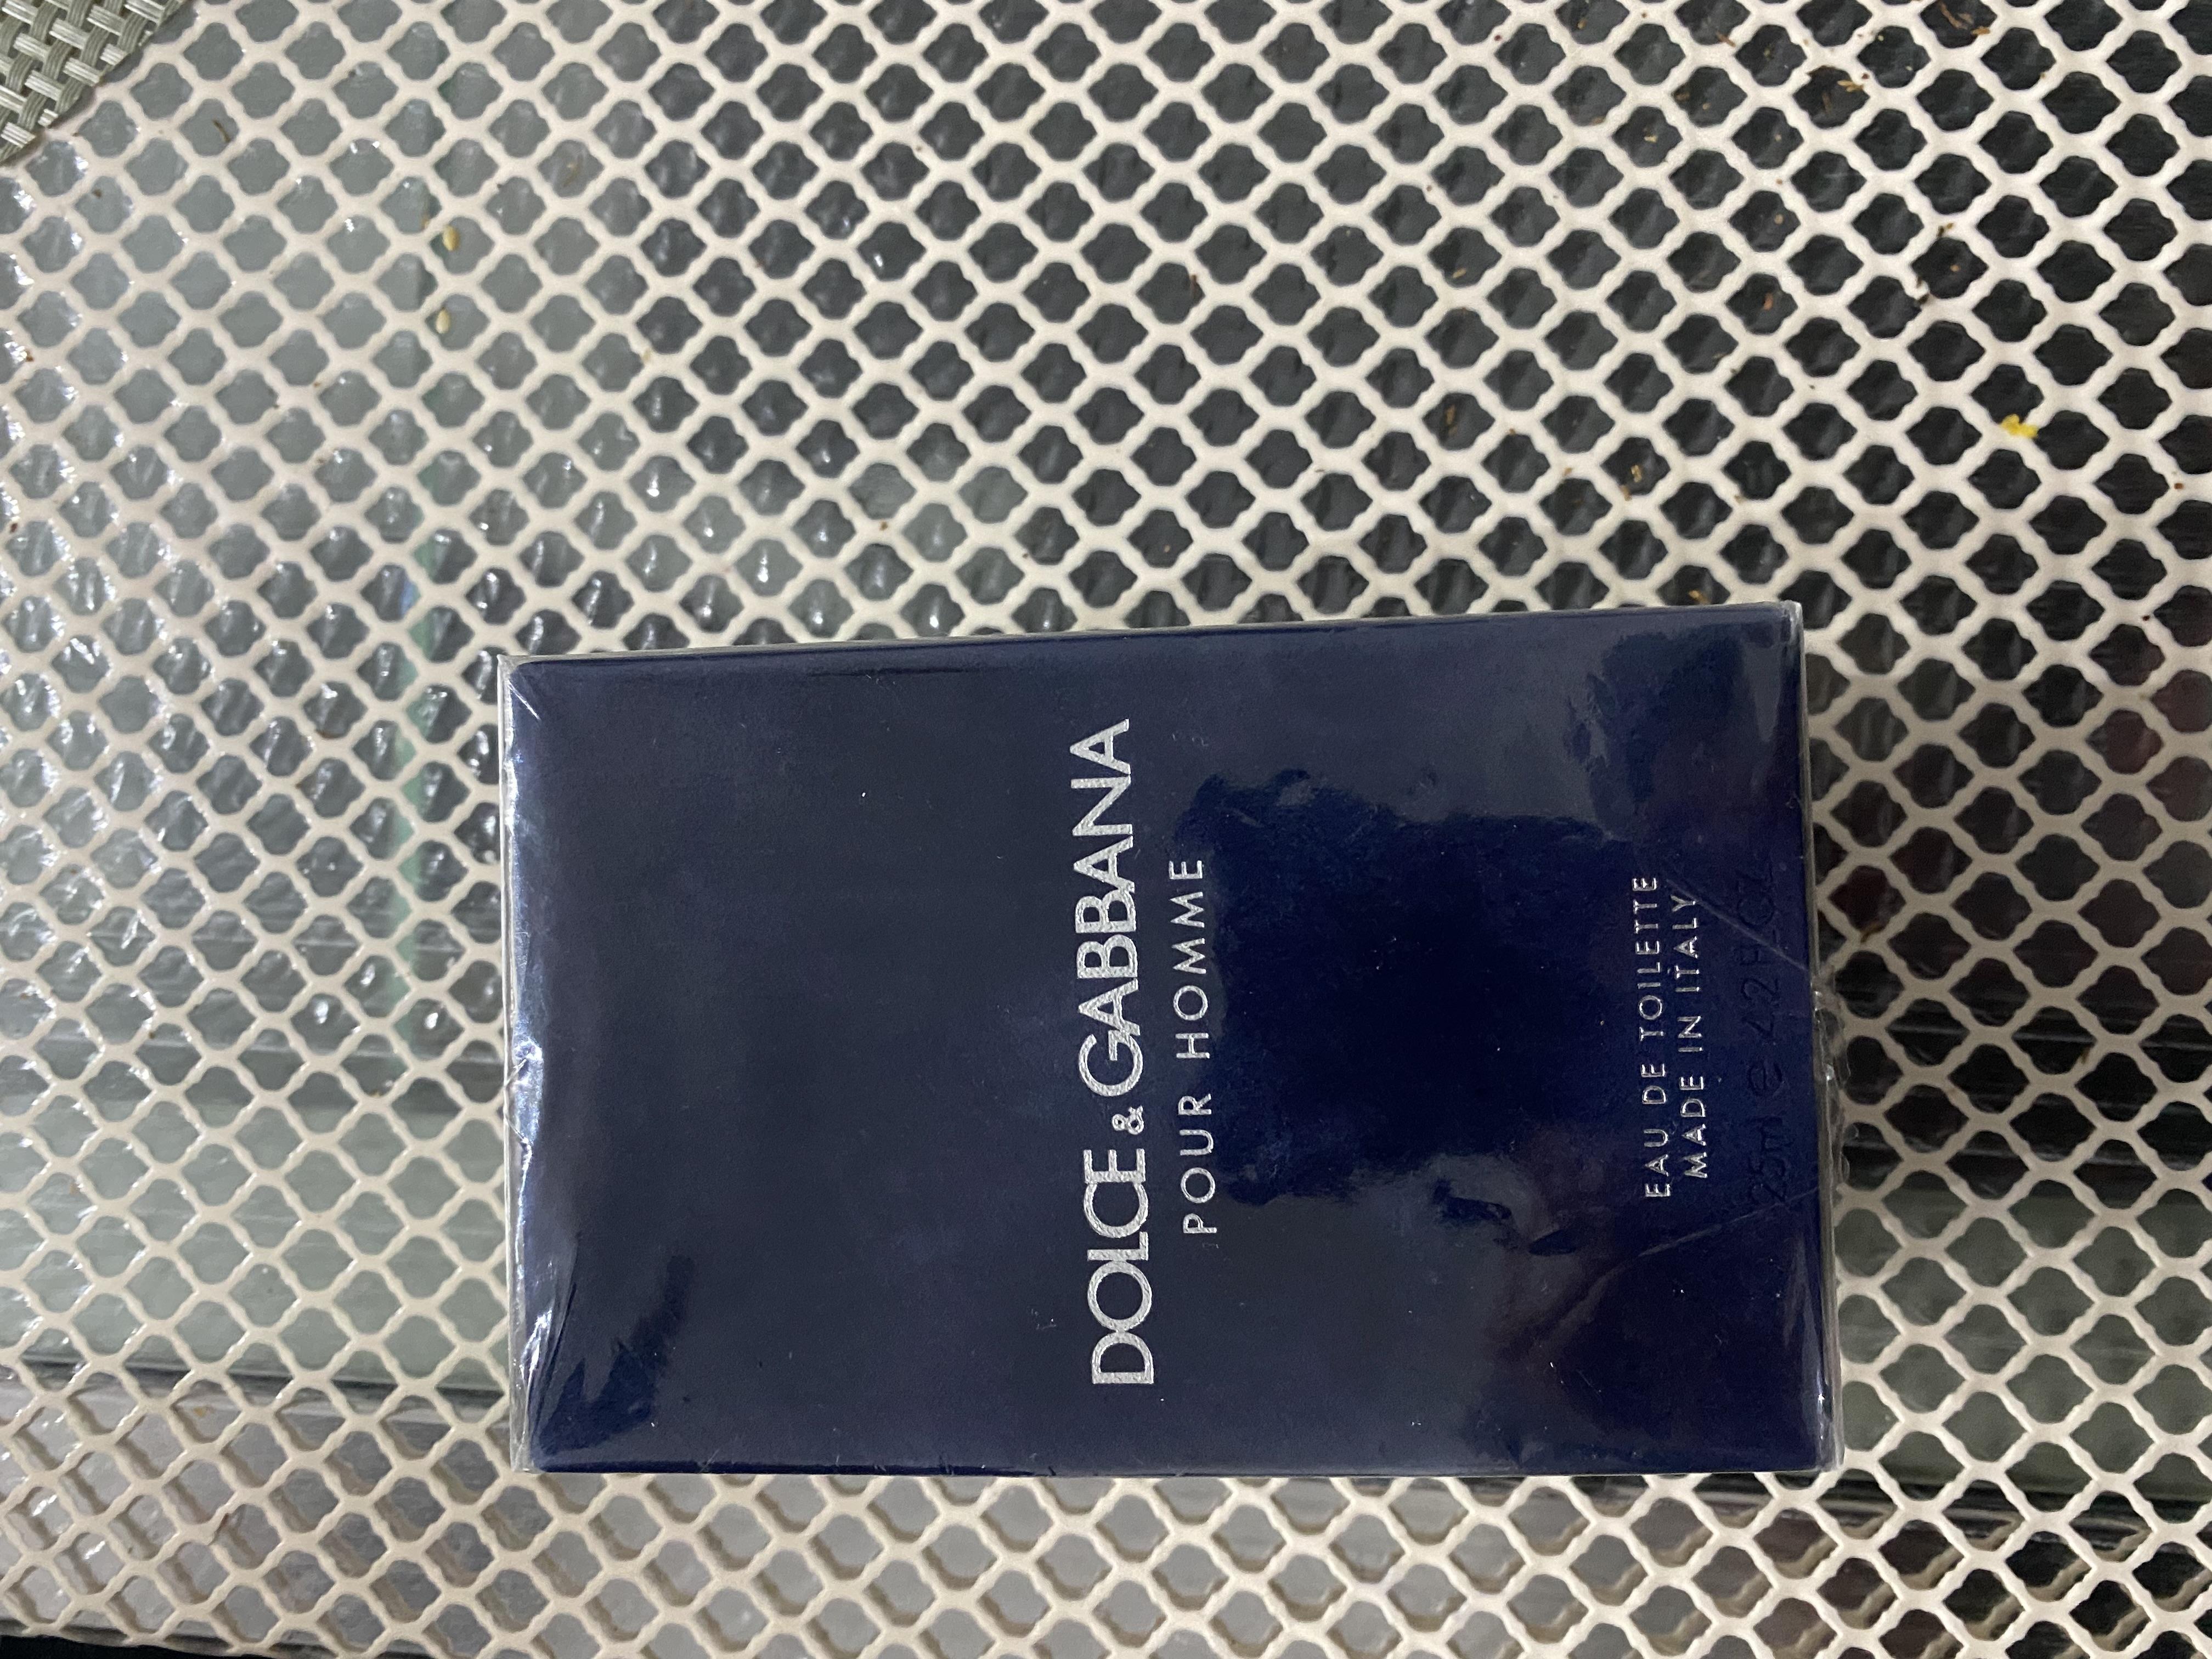 DOLCE & GABBANA
POUR HOMME
EAU DE TOILETTE
MADE IN ITALY